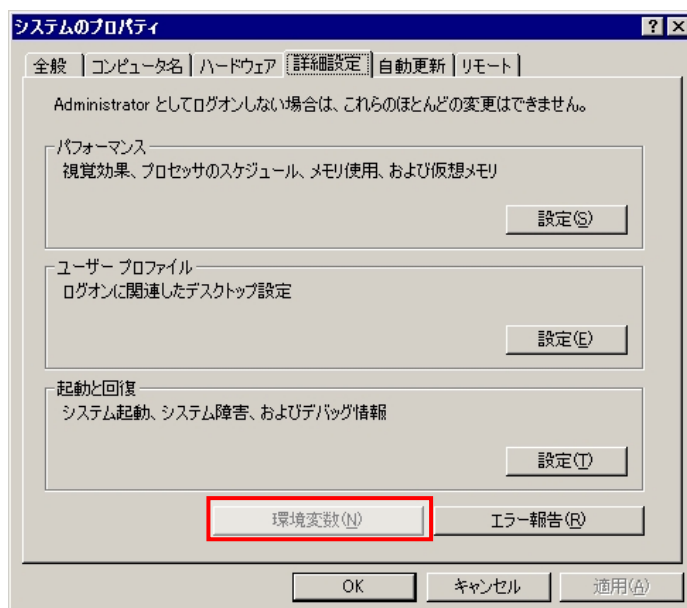 システムのプロパティ
全般 コンピュータ名 ハードウェア 詳細設定 自動更新 リモート
Administrator としてログオンしない場合は、これらのほとんどの変更はできません。
パフォーマンス
視覚効果、プロセッサのスケジュール、メモリ使用、および仮想メモリ
設定(S)
ユーザー プロファイル
ログオンに関連したデスクトップ設定
設定(E)
起動と回復
システム起動、システム障害、およびデバッグ情報
設定(T)
環境変数(N) エラー報告(R)
OK キャンセル 適用(A)